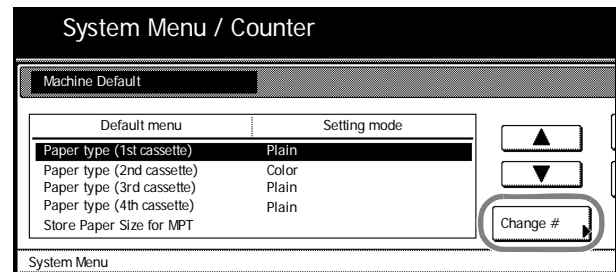 System Menu / Counter
Machine Default
Default menu Setting mode
Paper type (1st cassette) Plain
Paper type (2nd cassette) Color
Paper type (3rd cassette) Plain
Paper type (4th cassette) Plain
Store Paper Size for MPT
Change #
System Menu